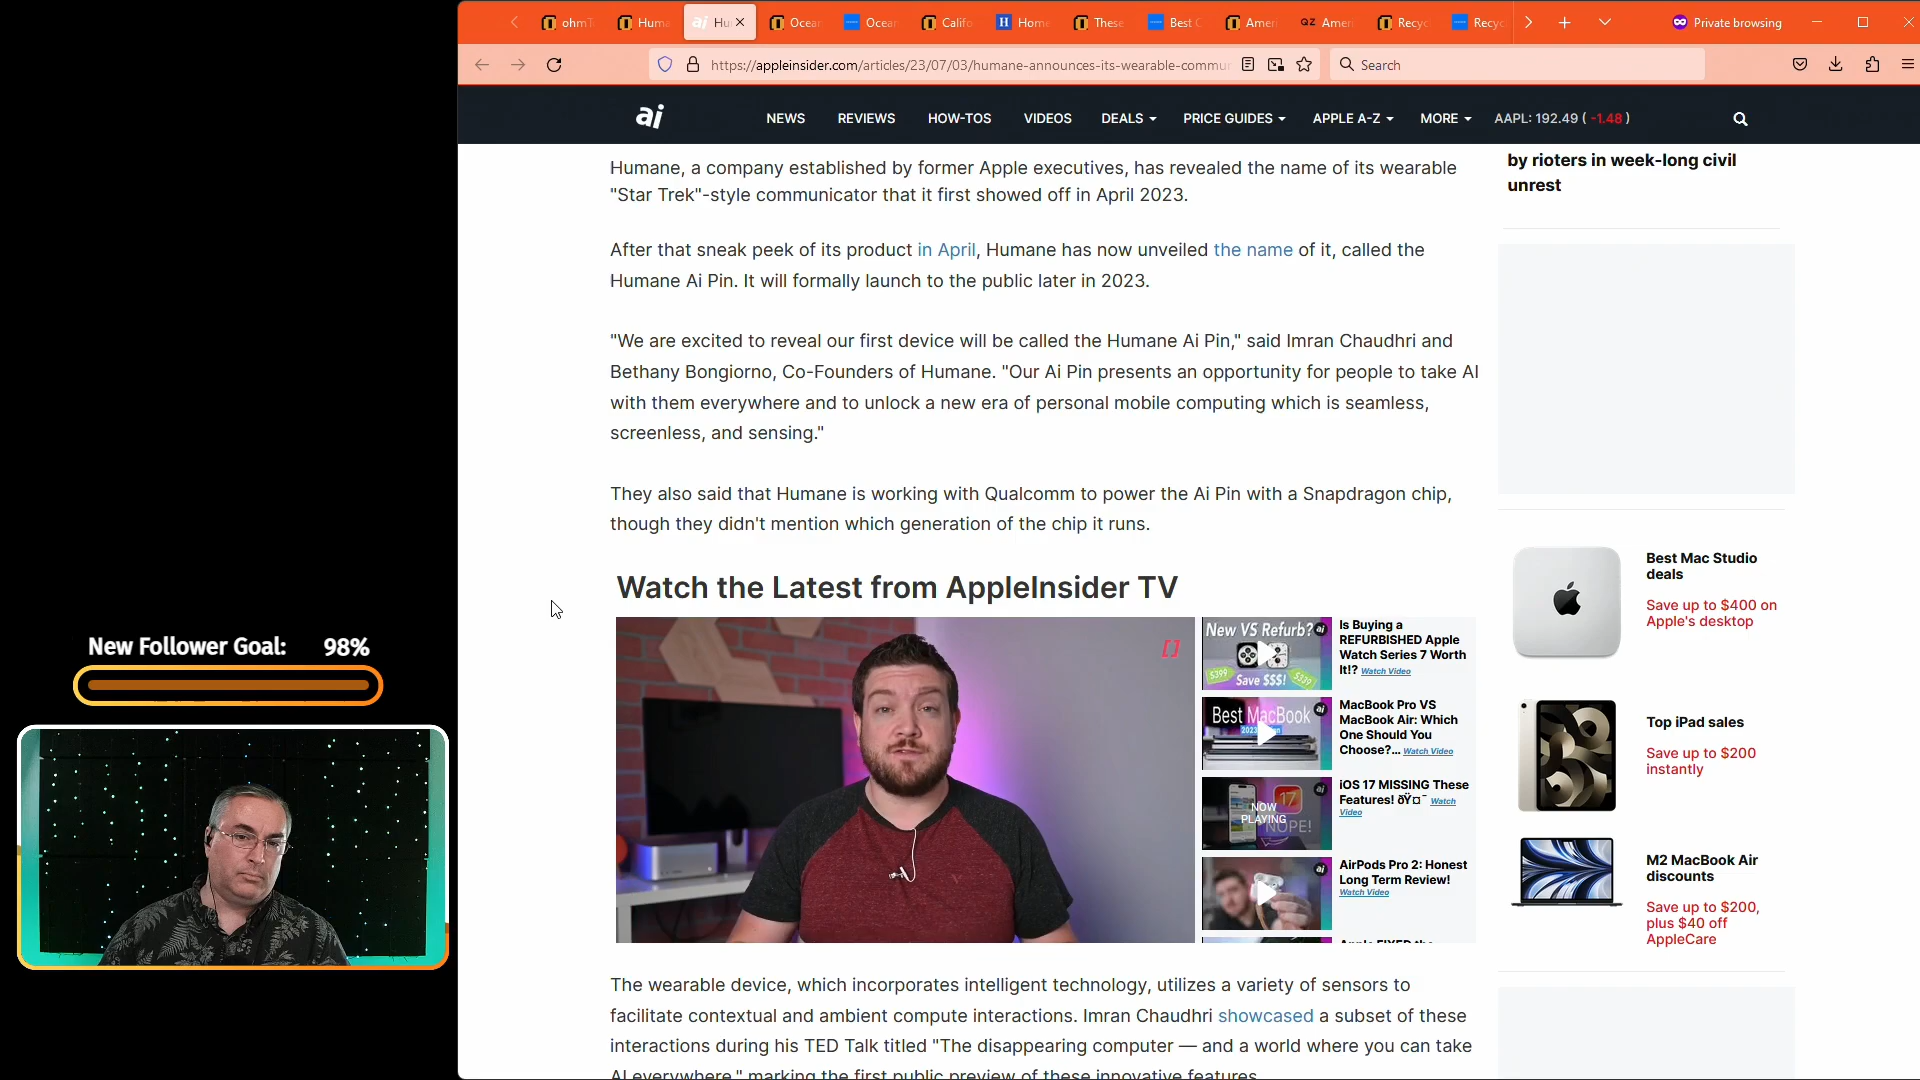 ohmT
Huma
ai
Hu
Ocea
Ocea
Califo
H
Home
These
Best C
Amer
QZ
Amer
Recyc
Recyc
Private browsing
https://appleinsider.com/articles/23/07/03/humane-announces-its-wearable-commu
Search
ai
NEWS
REVIEWS
HOW-TOS
VIDEOS
DEALS
PRICE GUIDES
APPLE A-Z
MORE
AAPL: 192.49 ( -1.48 )
Humane, a company established by former Apple executives, has revealed the name of its wearable
"Star Trek"-style communicator that it first showed off in April 2023.
After that sneak peek of its product in April, Humane has now unveiled the name of it, called the
Humane Ai Pin. It will formally launch to the public later in 2023.
"We are excited to reveal our first device will be called the Humane Ai Pin," said Imran Chaudhri and
Bethany Bongiorno, Co-Founders of Humane. "Our Ai Pin presents an opportunity for people to take AI
with them everywhere and to unlock a new era of personal mobile computing which is seamless,
screenless, and sensing."
They also said that Humane is working with Qualcomm to power the Ai Pin with a Snapdragon chip,
though they didn't mention which generation of the chip it runs.
Watch the Latest from AppleInsider TV
New VS Refurb?
ai
$399
Save $$$!
$339
Is Buying a
REFURBISHED Apple
Watch Series 7 Worth
It!? Watch Video
Best MacBook
ai
MacBook Pro VS
MacBook Air: Which
One Should You
Choose?... Watch Video
17
ai
NOW
PLAYING
NOPE!
iOS 17 MISSING These
Features! ðŸ¤¯ Watch
Video
ai
AirPods Pro 2: Honest
Long Term Review!
Watch Video
The wearable device, which incorporates intelligent technology, utilizes a variety of sensors to
facilitate contextual and ambient compute interactions. Imran Chaudhri showcased a subset of these
interactions during his TED Talk titled "The disappearing computer — and a world where you can take
AI everywhere," marking the first public preview of these innovative features.
by rioters in week-long civil
unrest
Best Mac Studio
deals
Save up to $400 on
Apple's desktop
Top iPad sales
Save up to $200
instantly
M2 MacBook Air
discounts
Save up to $200,
plus $40 off
AppleCare
New Follower Goal: 98%